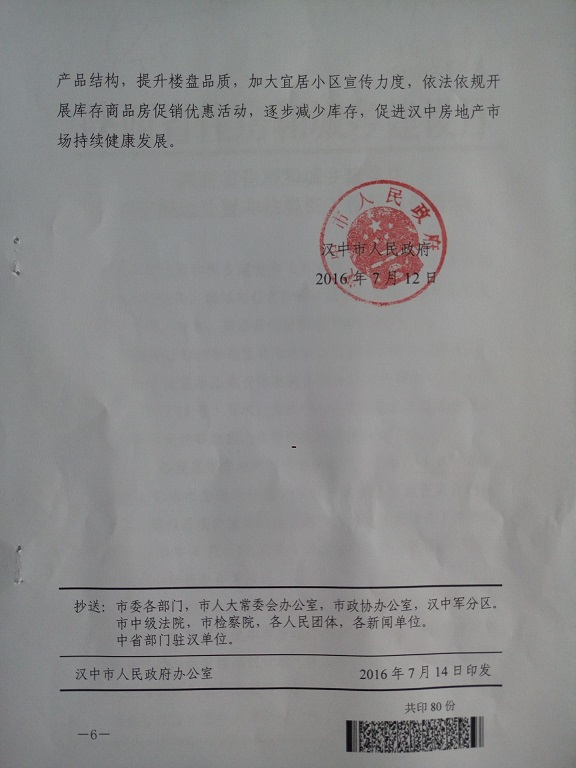 产品结构，提升楼盘品质，加大宜居小区宣传力度，依法依规开
展库存商品房促销优惠活动，逐步减少库存，促进汉中房地产市
场持续健康发展。
市人民政府
汉中市人民政府
2016年7月12日
抄送：市委各部门，市人大常委会办公室，市政协办公室，汉中军分区。
市中级法院，市检察院，各人民团体，各新闻单位。
中省部门驻汉单位。
汉中市人民政府办公室 2016年7月14日印发
共印80份
—6—